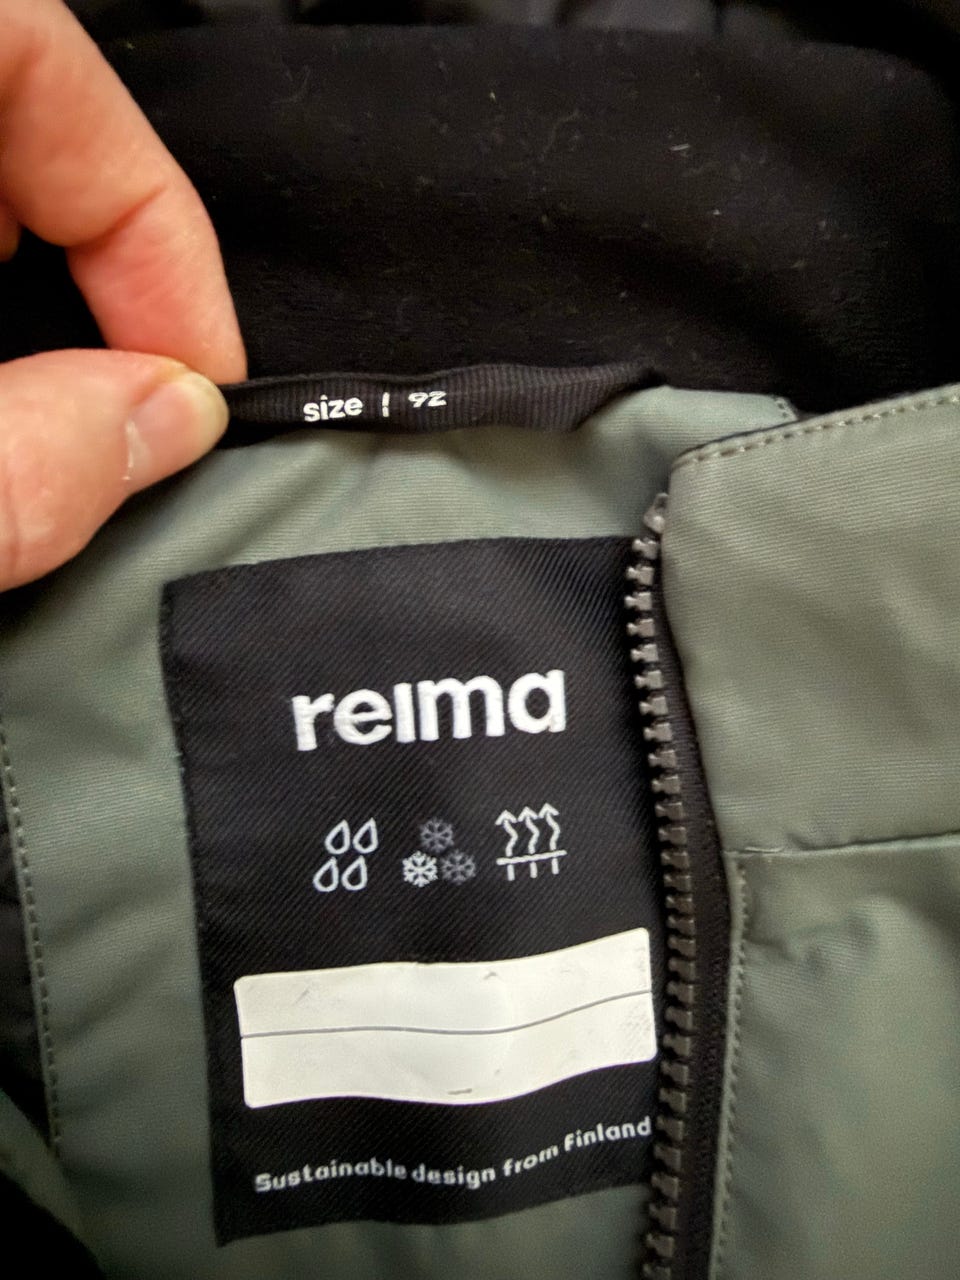 size | 92
reima
Sustainable design from Finland